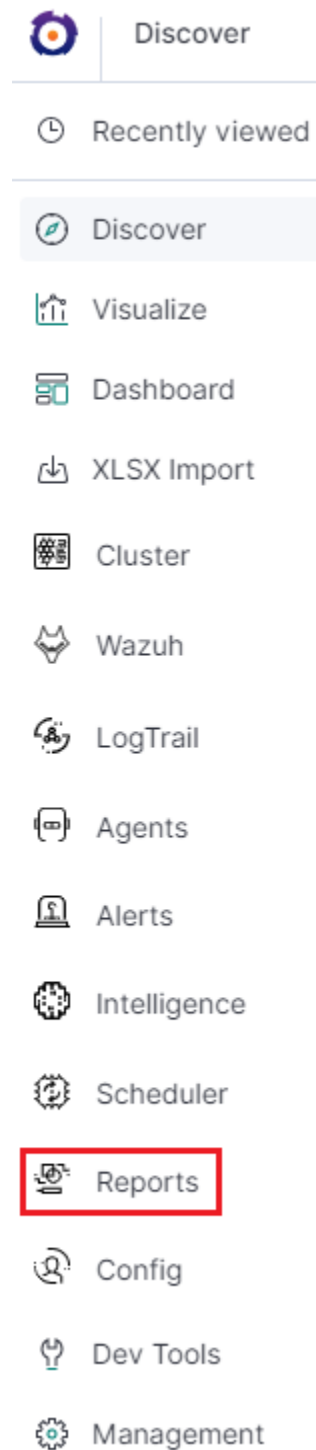 Discover
Recently viewed
Discover
Visualize
Dashboard
XLSX Import
Cluster
Wazuh
LogTrail
Agents
Alerts
Intelligence
Scheduler
Reports
Config
Dev Tools
Management